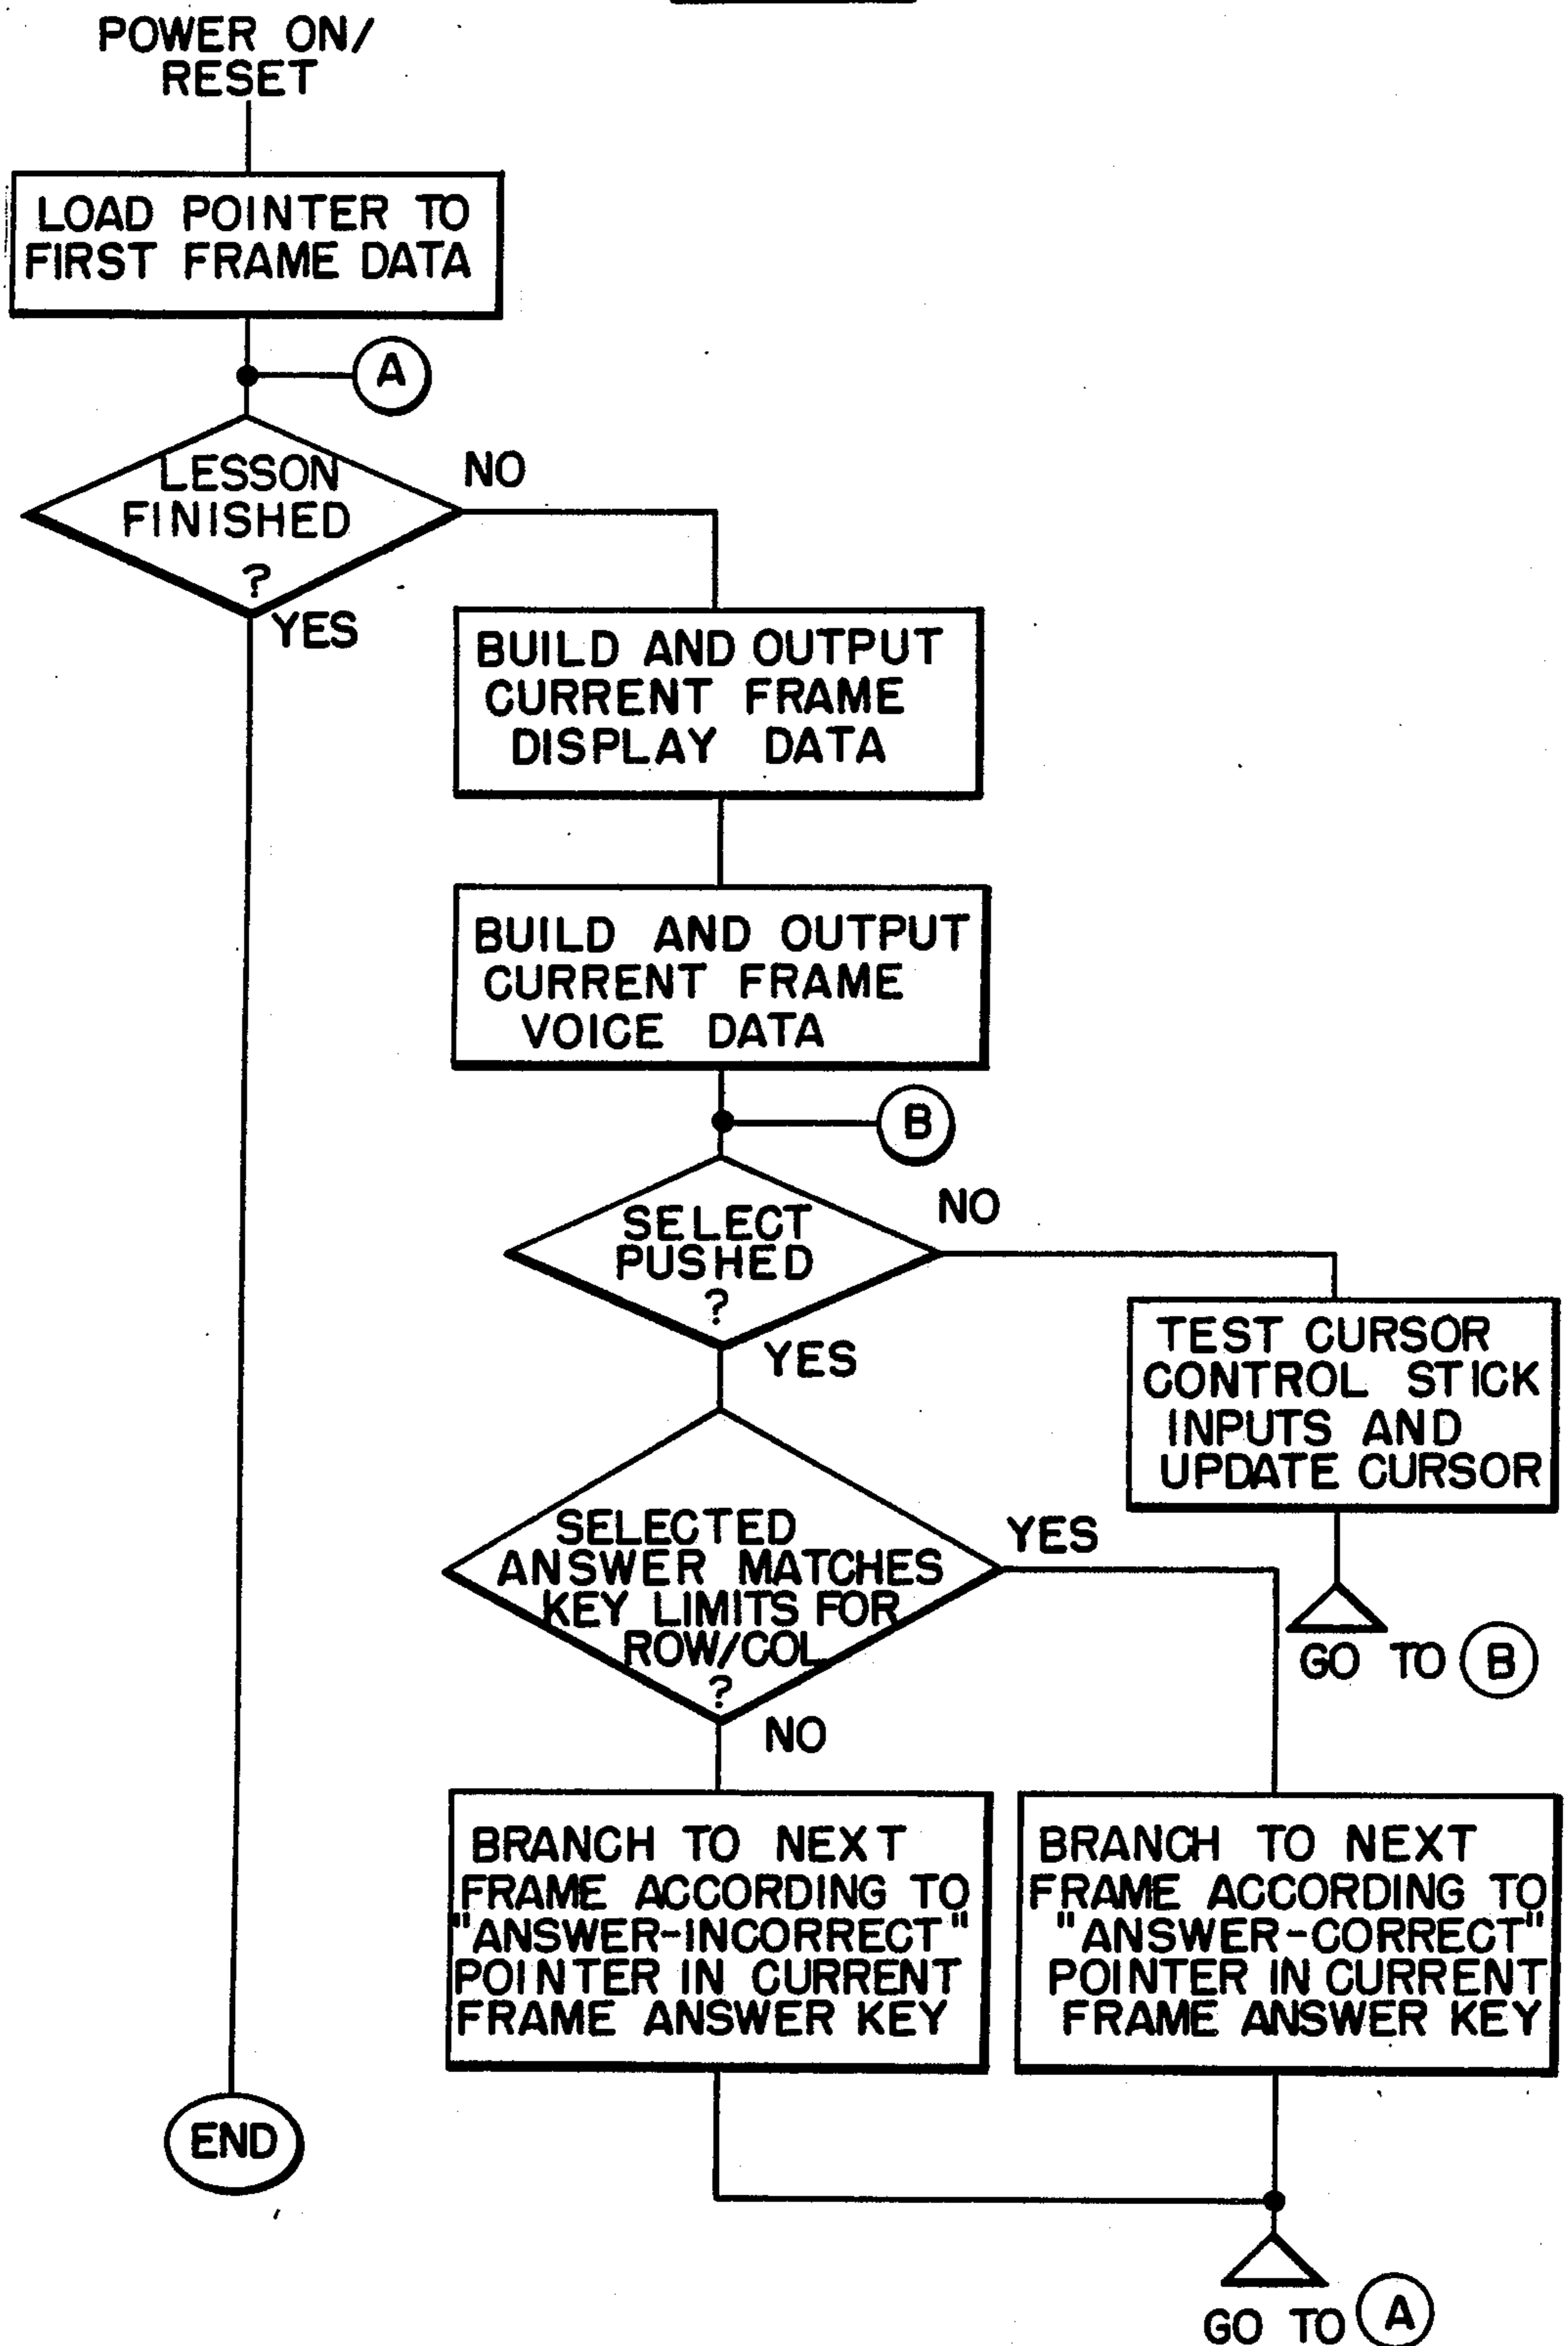 POWER ON/
RESET
LOAD POINTER TO
FIRST FRAME DATA
A
LESSON
FINISHED
?
NO
YES
BUILD AND OUTPUT
CURRENT FRAME
DISPLAY DATA
BUILD AND OUTPUT
CURRENT FRAME
VOICE DATA
B
SELECT
PUSHED
?
NO
YES
TEST CURSOR
CONTROL STICK
INPUTS AND
UPDATE CURSOR
GO TO B
SELECTED
ANSWER MATCHES
KEY LIMITS FOR
ROW/COL
?
YES
NO
BRANCH TO NEXT
FRAME ACCORDING TO
"ANSWER-INCORRECT"
POINTER IN CURRENT
FRAME ANSWER KEY
BRANCH TO NEXT
FRAME ACCORDING TO
"ANSWER-CORRECT"
POINTER IN CURRENT
FRAME ANSWER KEY
END
GO TO A